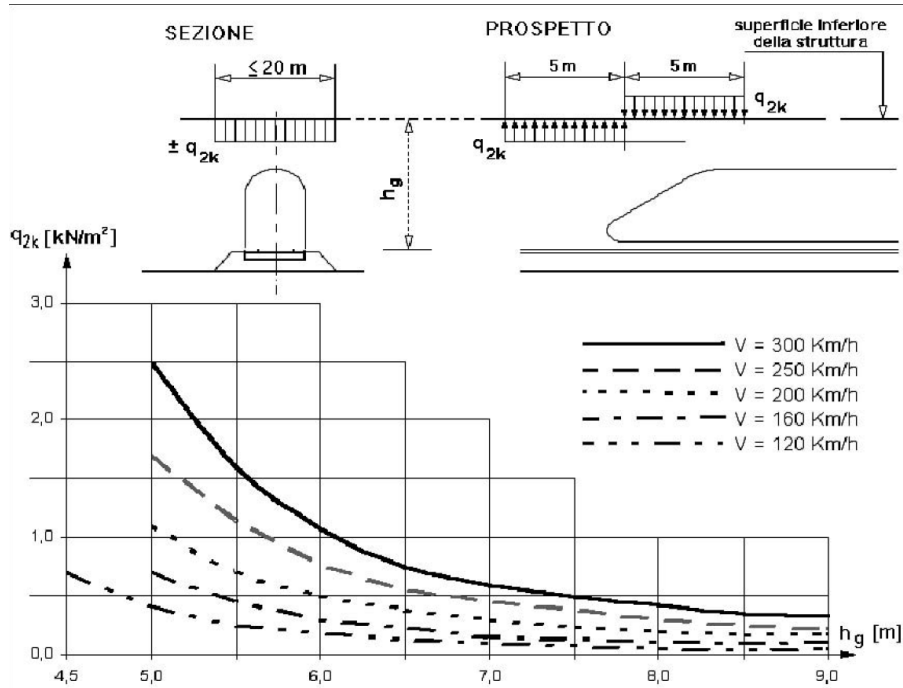 SEZIONE
PROSPETTO
superficie inferiore
della struttura
≤ 20 m
5 m
5 m
q2k
± q2k
q2k
hg
q2k [kN/m²]
3,0
2,0
1,0
0,0
V = 300 Km/h
V = 250 Km/h
V = 200 Km/h
V = 160 Km/h
V = 120 Km/h
hg [m]
4,5
5,0
6,0
7,0
8,0
9,0